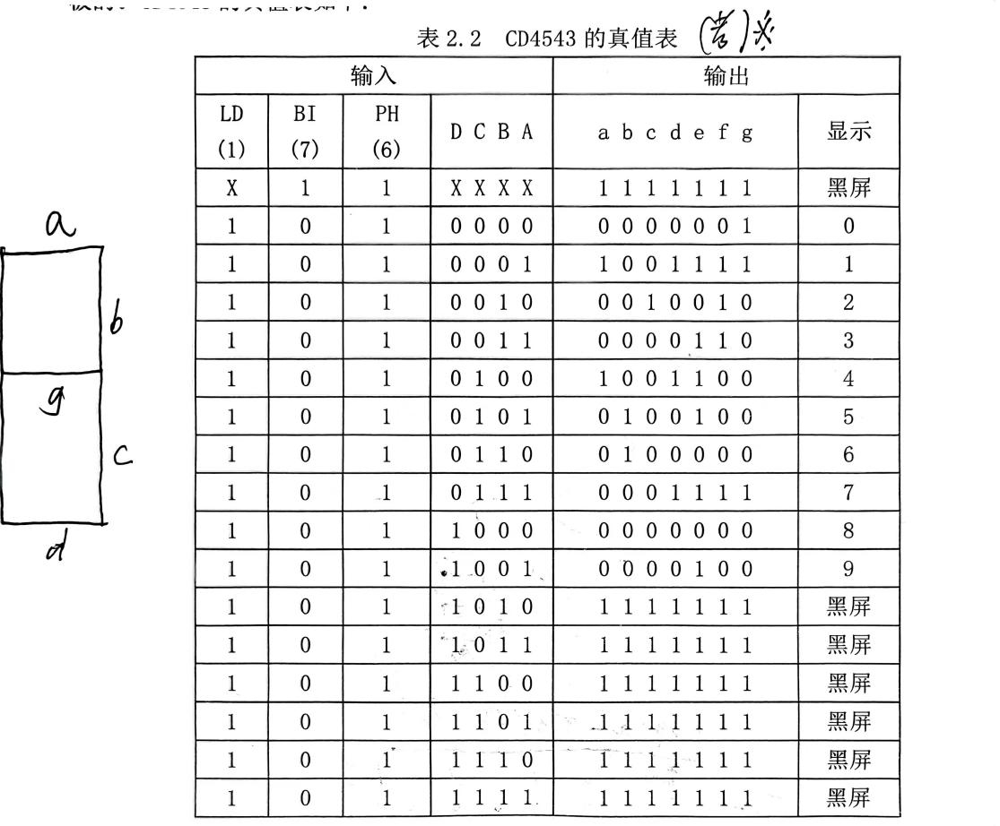 表 2.2 CD4543 的真值表 (考)※
输入 输出
LD (1) BI (7) PH (6) D C B A a b c d e f g 显示
X 1 1 X X X X 1 1 1 1 1 1 1 黑屏
1 0 1 0 0 0 0 0 0 0 0 0 0 1 0
1 0 1 0 0 0 1 1 0 0 1 1 1 1 1
1 0 1 0 0 1 0 0 0 1 0 0 1 0 2
1 0 1 0 0 1 1 0 0 0 0 1 1 0 3
1 0 1 0 1 0 0 1 0 0 1 1 0 0 4
1 0 1 0 1 0 1 0 1 0 0 1 0 0 5
1 0 1 0 1 1 0 0 1 0 0 0 0 0 6
1 0 1 0 1 1 1 0 0 0 1 1 1 1 7
1 0 1 1 0 0 0 0 0 0 0 0 0 0 8
1 0 1 1 0 0 1 0 0 0 0 1 0 0 9
1 0 1 1 0 1 0 1 1 1 1 1 1 1 黑屏
1 0 1 1 0 1 1 1 1 1 1 1 1 1 黑屏
1 0 1 1 1 0 0 1 1 1 1 1 1 1 黑屏
1 0 1 1 1 0 1 1 1 1 1 1 1 1 黑屏
1 0 1 1 1 1 0 1 1 1 1 1 1 1 黑屏
1 0 1 1 1 1 1 1 1 1 1 1 1 1 黑屏
a
b
g
c
d